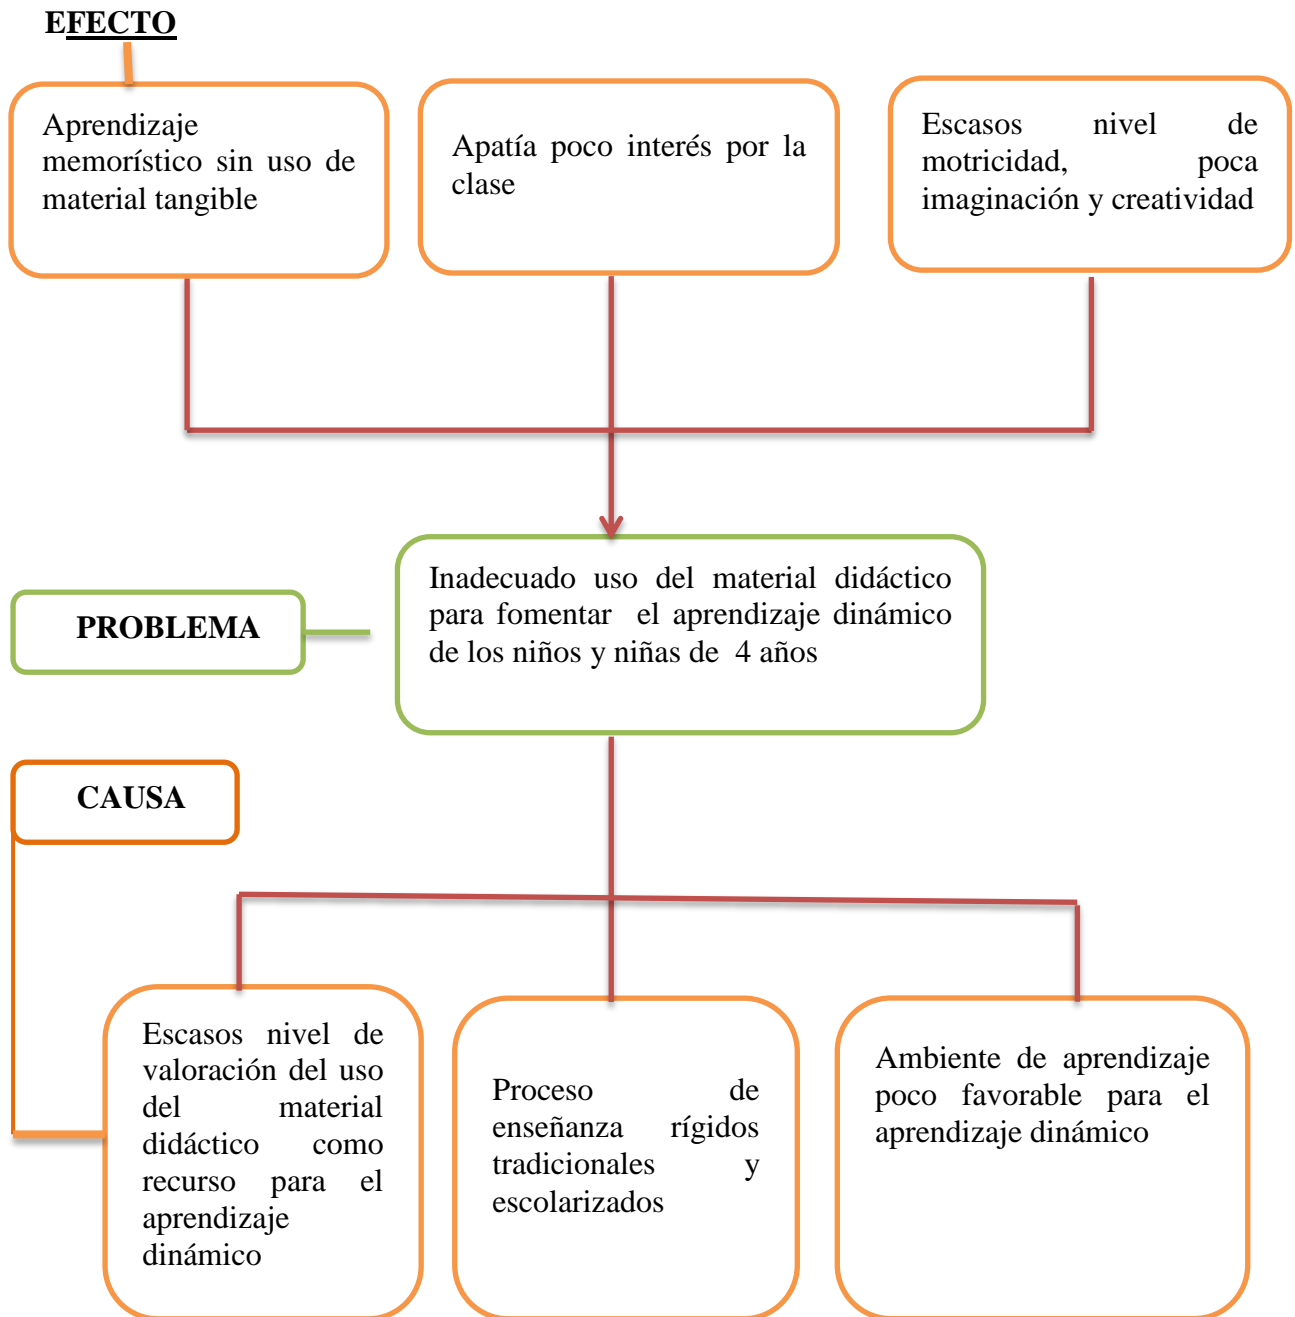 EFECTO
Aprendizaje
memorístico sin uso de
material tangible
Apatía poco interés por la
clase
Escasos nivel de
motricidad, poca
imaginación y creatividad
Inadecuado uso del material didáctico
para fomentar el aprendizaje dinámico
de los niños y niñas de 4 años
PROBLEMA
CAUSA
Escasos nivel de
valoración del uso
del material
didáctico como
recurso para el
aprendizaje
dinámico
Proceso de
enseñanza rígidos
tradicionales y
escolarizados
Ambiente de aprendizaje
poco favorable para el
aprendizaje dinámico